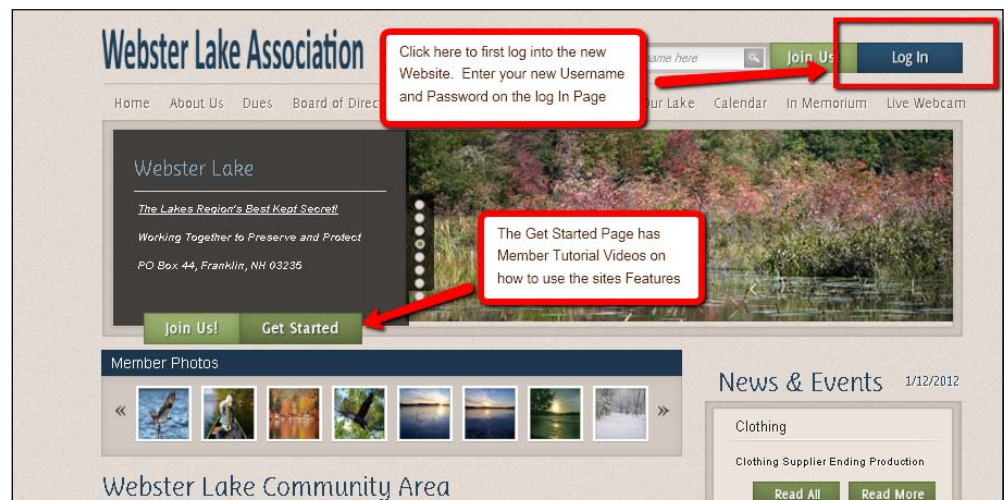 Webster Lake Association
Click here to first log into the new
Website. Enter your new Username
and Password on the log In Page
name here
Join Us!
Log In
Home About Us Dues Board of Direc
Our Lake Calendar In Memorium Live Webcam
Webster Lake
The Lakes Region's Best Kept Secret!
Working Together to Preserve and Protect
PO Box 44, Franklin, NH 03235
The Get Started Page has
Member Tutorial Videos on
how to use the sites Features
Join Us! Get Started
Member Photos
« »
News & Events 1/12/2012
Clothing
Clothing Supplier Ending Production
Read All Read More
Webster Lake Community Area